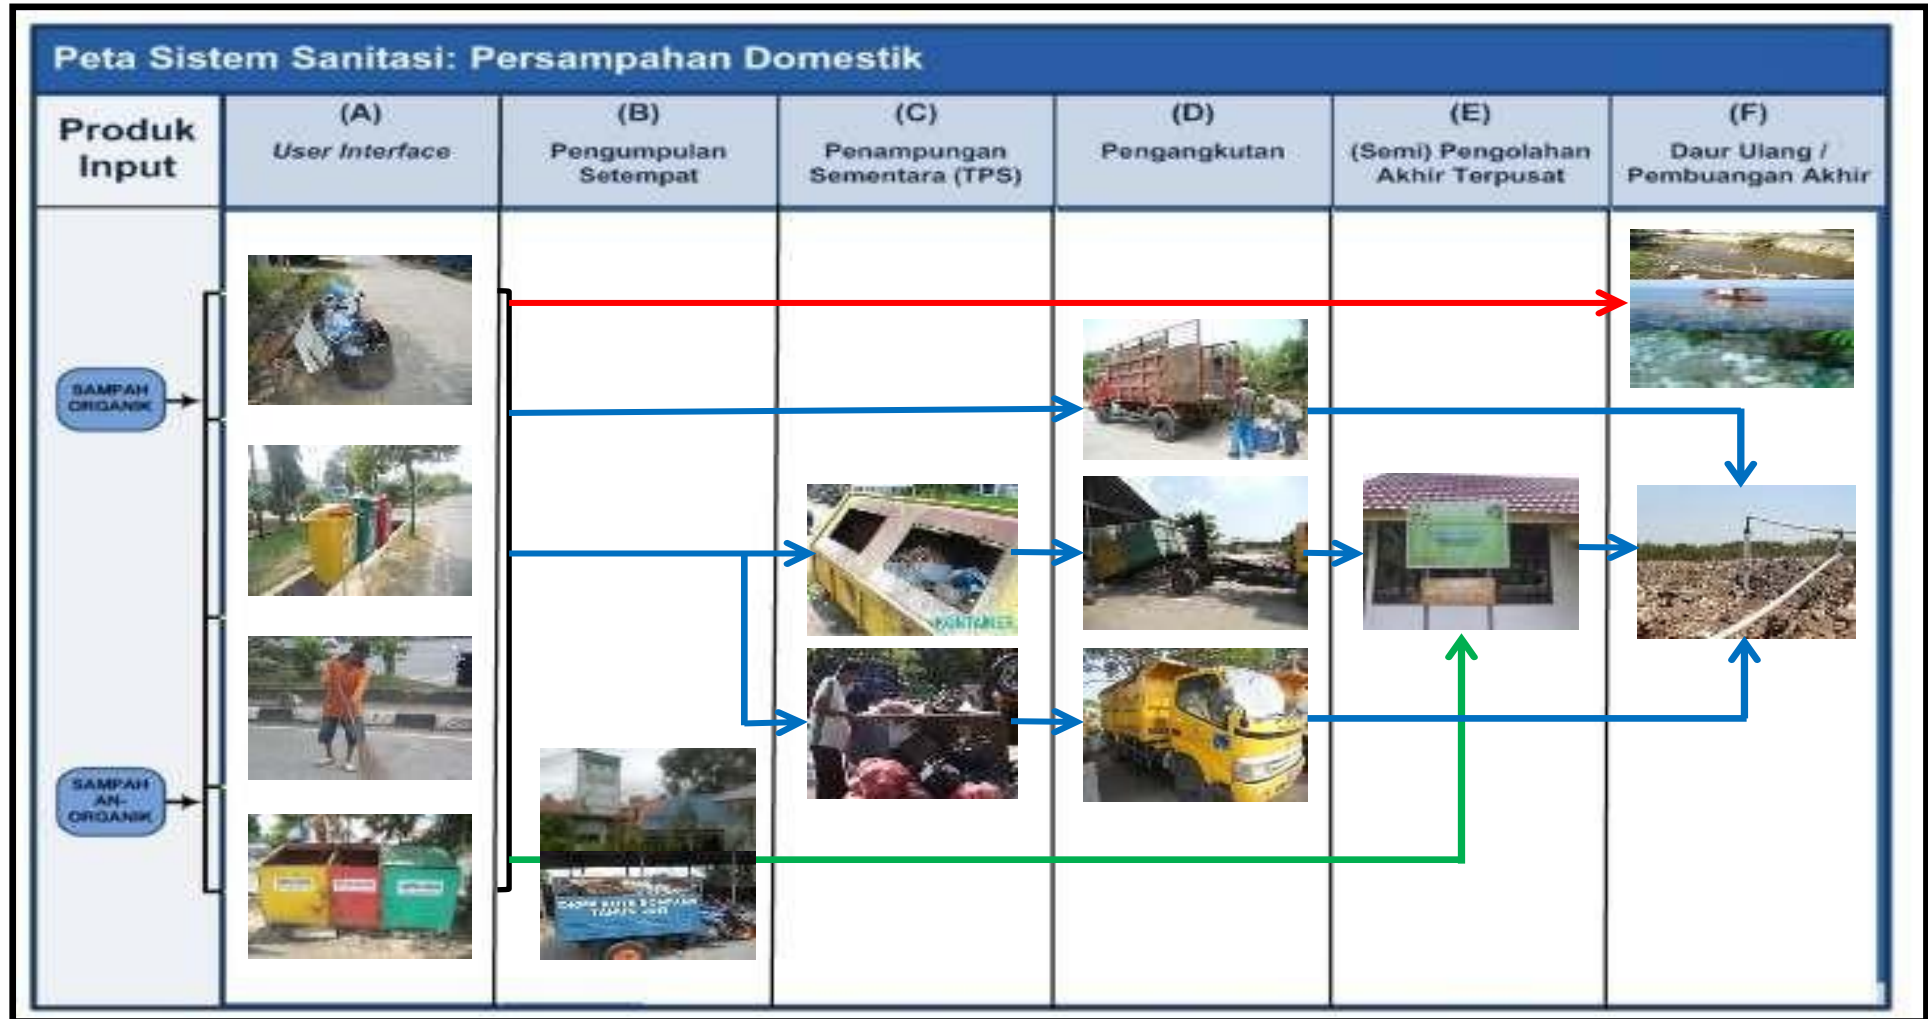 Peta Sistem Sanitasi: Persampahan Domestik
Produk
Input
(A)
User Interface
(B)
Pengumpulan
Setempat
(C)
Penampungan
Sementara (TPS)
(D)
Pengangkutan
(E)
(Semi) Pengolahan
Akhir Terpusat
(F)
Daur Ulang /
Pembuangan Akhir
SAMPAH
ORGANIK
SAMPAH
AN-
ORGANIK
KONTAINER
TAHUN